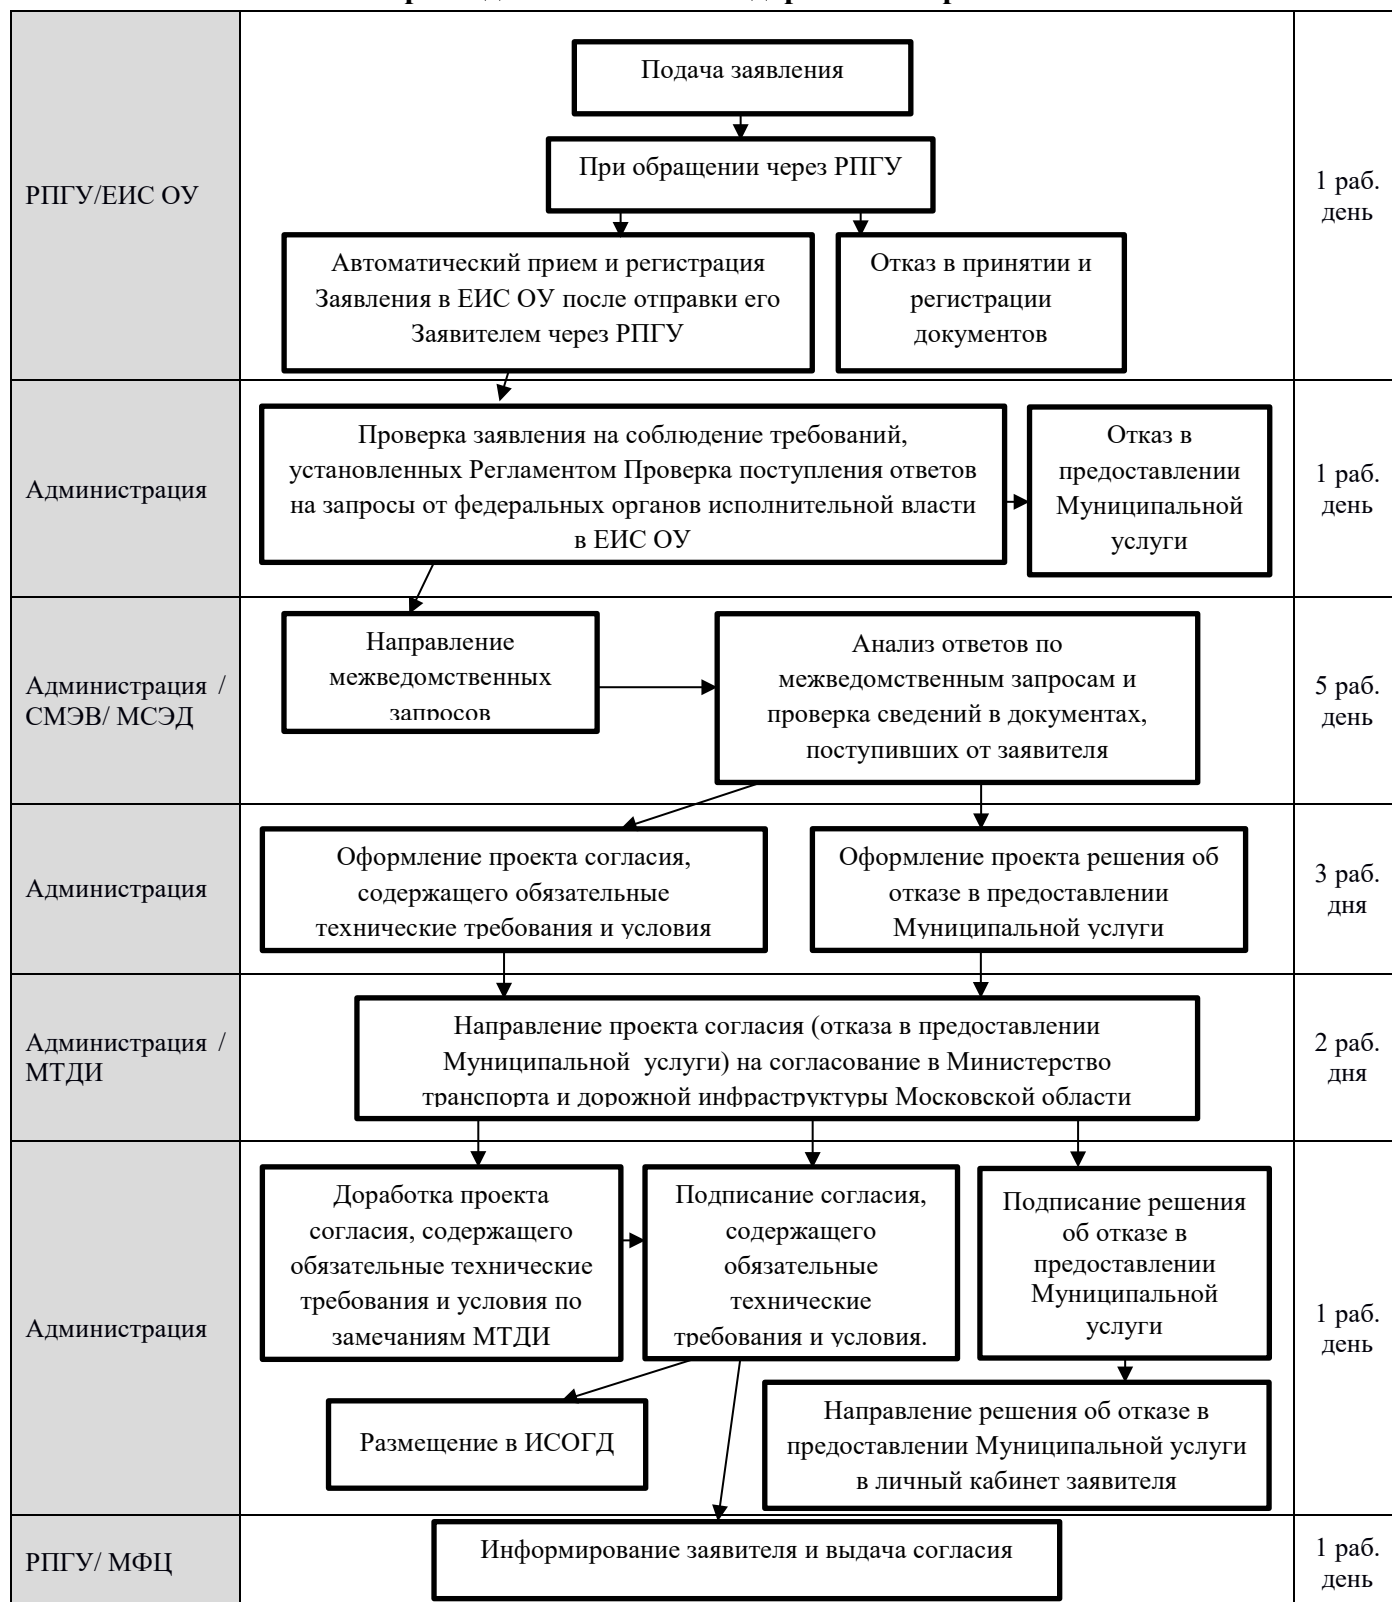 РПГУ/ЕИС ОУ
Подача заявления
При обращении через РПГУ
Автоматический прием и регистрация
Заявления в ЕИС ОУ после отправки его
Заявителем через РПГУ
Отказ в принятии и
регистрации
документов
1 раб.
день
Администрация
Проверка заявления на соблюдение требований,
установленных Регламентом Проверка поступления ответов
на запросы от федеральных органов исполнительной власти
в ЕИС ОУ
Отказ в
предоставлении
Муниципальной
услуги
1 раб.
день
Администрация /
СМЭВ/ МСЭД
Направление
межведомственных
запросов
Анализ ответов по
межведомственным запросам и
проверка сведений в документах,
поступивших от заявителя
5 раб.
день
Администрация
Оформление проекта согласия,
содержащего обязательные
технические требования и условия
Оформление проекта решения об
отказе в предоставлении
Муниципальной услуги
3 раб.
дня
Администрация /
МТДИ
Направление проекта согласия (отказа в предоставлении
Муниципальной услуги) на согласование в Министерство
транспорта и дорожной инфраструктуры Московской области
2 раб.
дня
Администрация
Доработка проекта
согласия, содержащего
обязательные технические
требования и условия по
замечаниям МТДИ
Подписание согласия,
содержащего
обязательные
технические
требования и условия.
Подписание решения
об отказе в
предоставлении
Муниципальной
услуги
Размещение в ИСОГД
Направление решения об отказе в
предоставлении Муниципальной услуги
в личный кабинет заявителя
1 раб.
день
РПГУ/ МФЦ
Информирование заявителя и выдача согласия
1 раб.
день